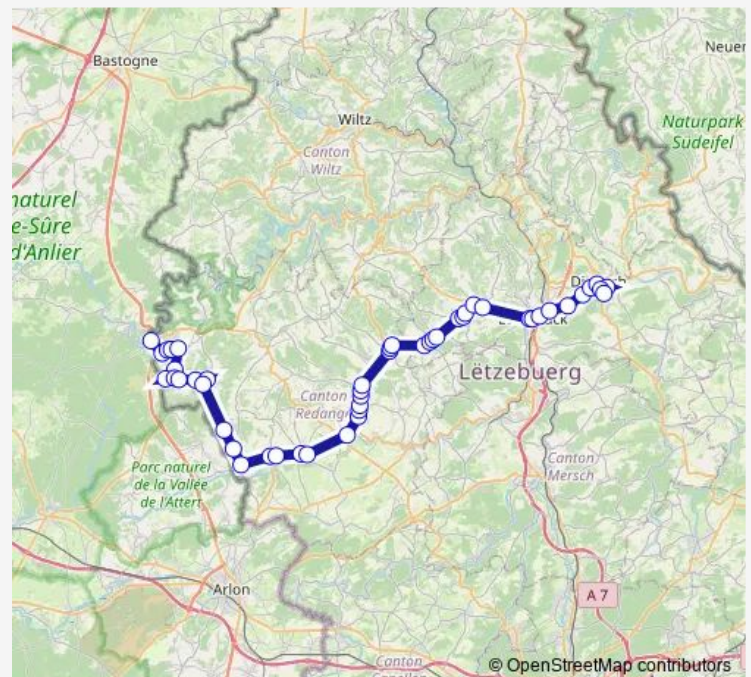 Bastogne
Neuer
Wiltz
Canton
Wiltz
Naturpark
Südeifel
naturel
e-Sûre
d'Anlier
Lëtzebuerg
Canton
Parc naturel
de la Vallée
de l'Attert
Canton
Mersch
Arlon
A 7
Canton
© OpenStreetMap contributors